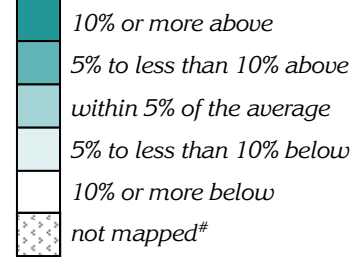 10% or more above
5% to less than 10% above
within 5% of the average
5% to less than 10% below
10% or more below
not mapped#